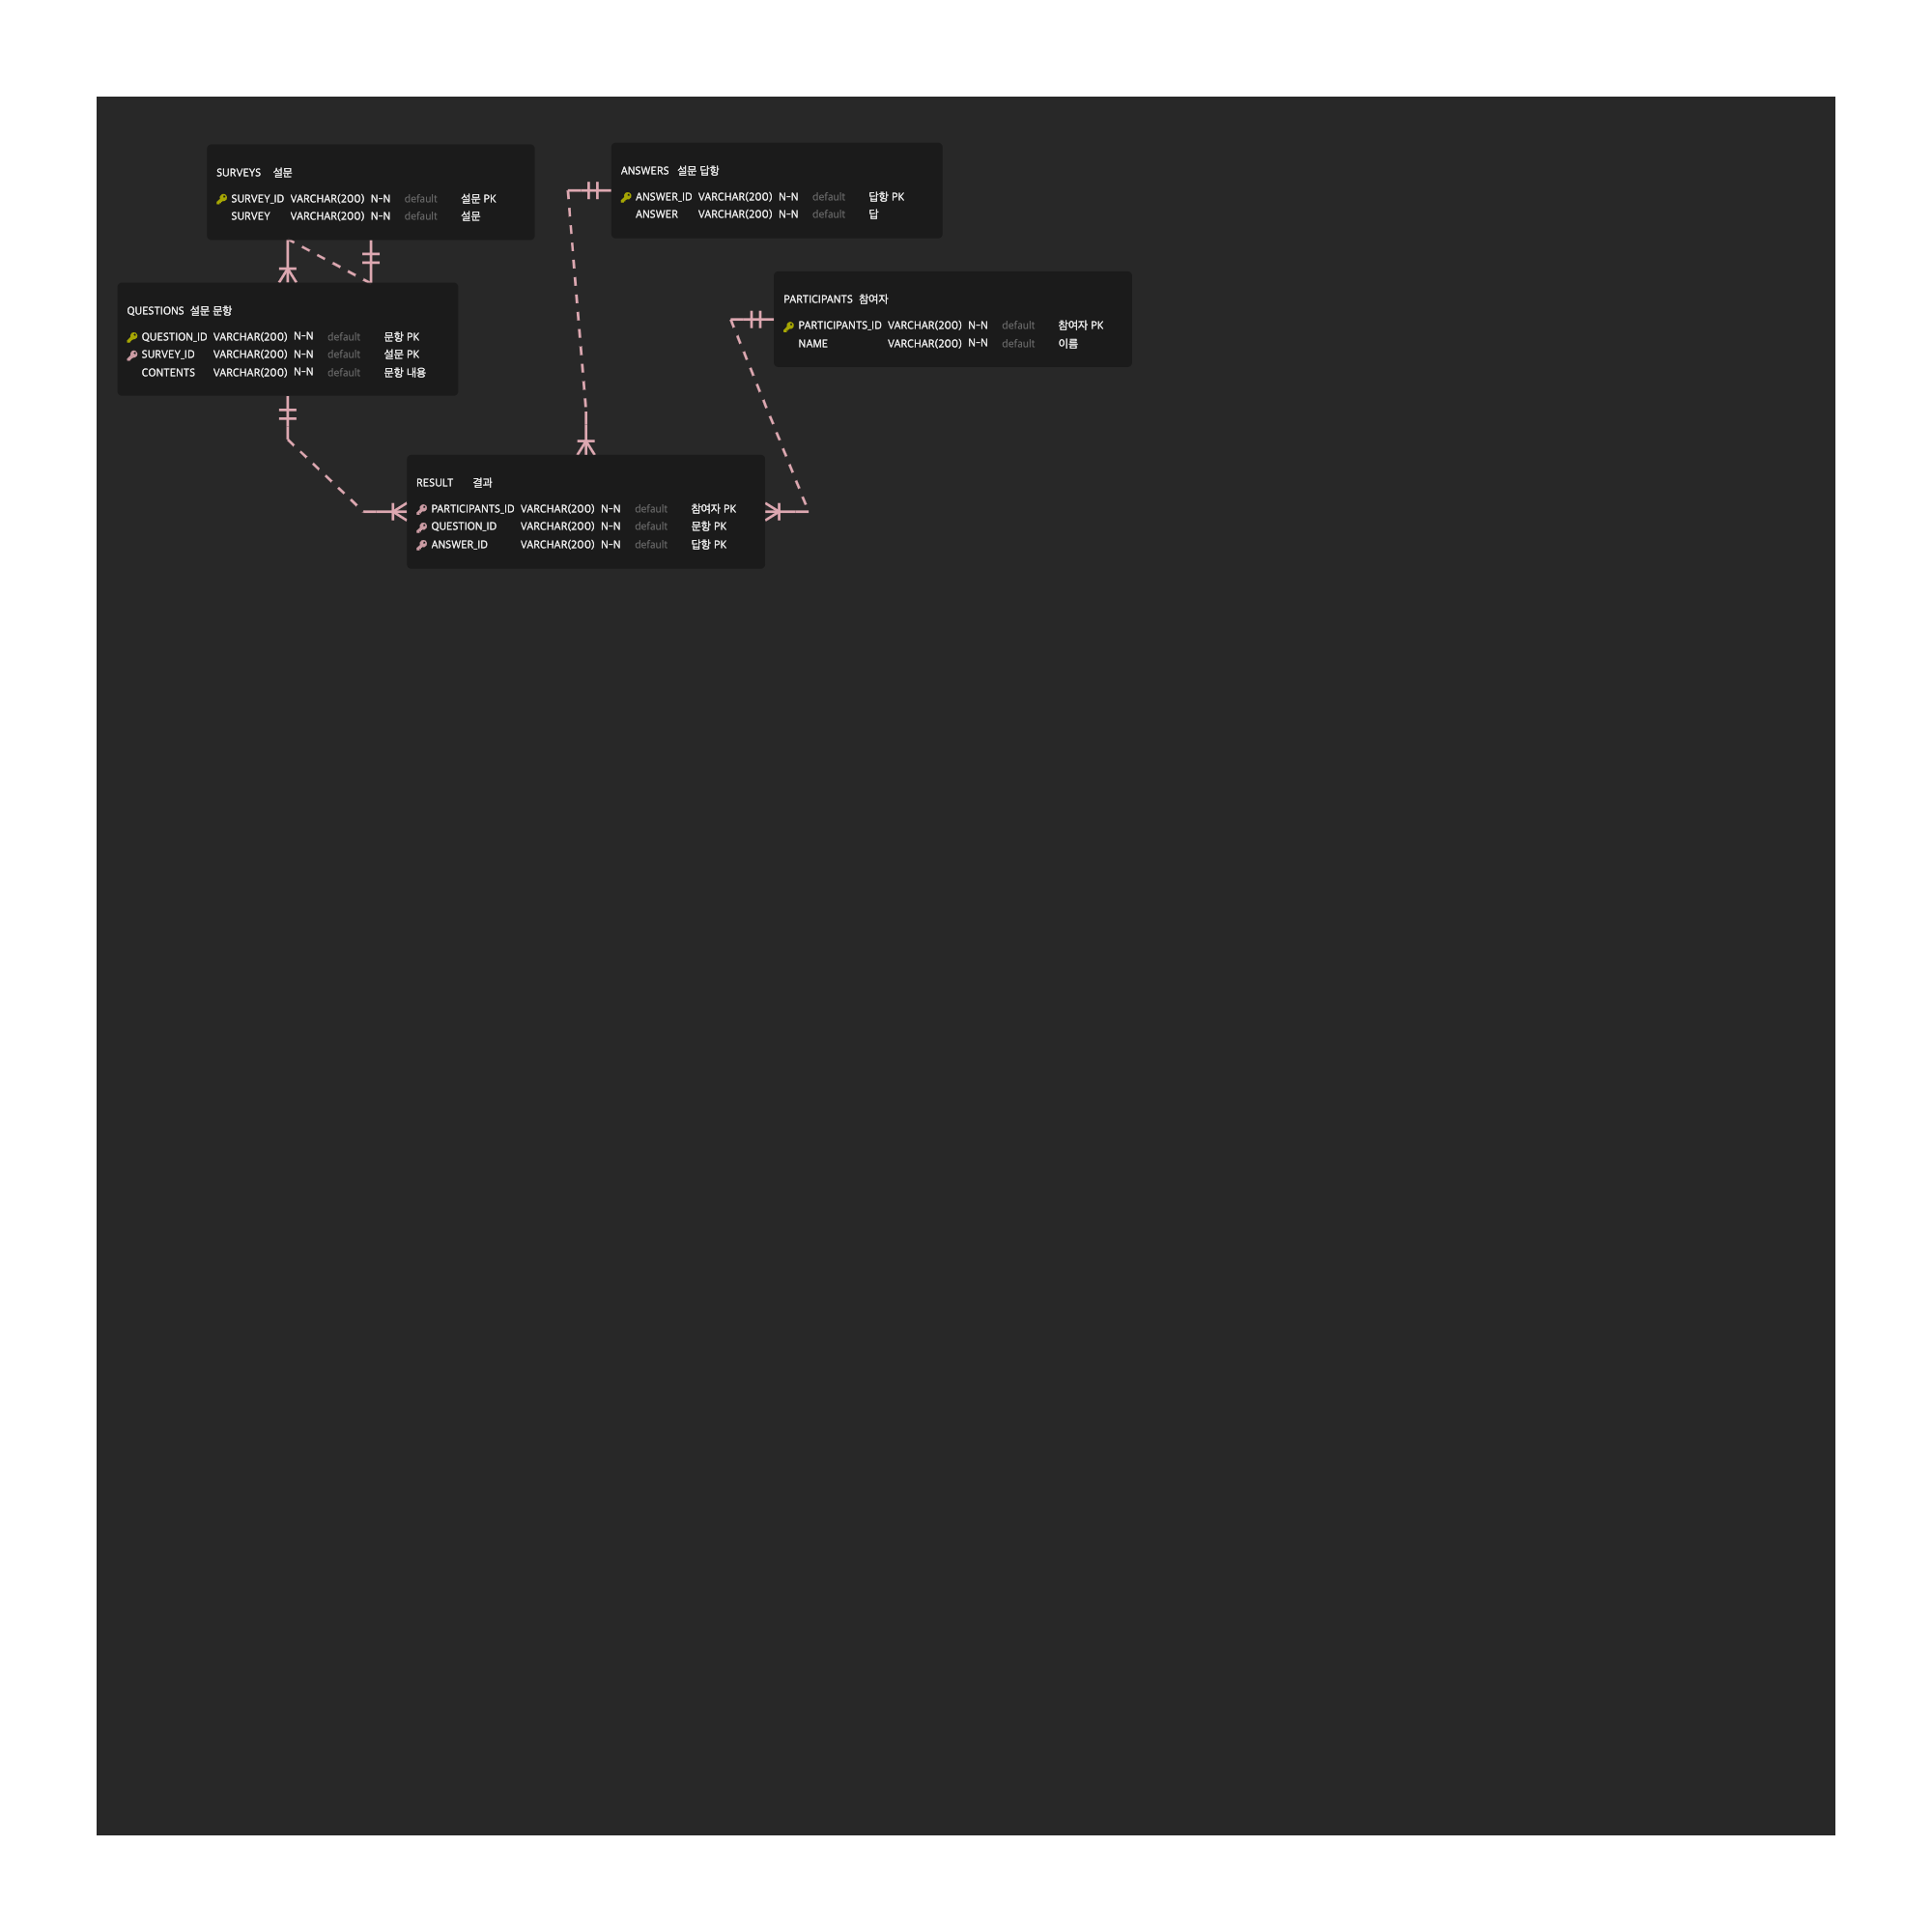 SURVEYS 설문
SURVEY_ID VARCHAR(200) N-N default 설문 PK
SURVEY VARCHAR(200) N-N default 설문
ANSWERS 설문 답항
ANSWER_ID VARCHAR(200) N-N default 답항 PK
ANSWER VARCHAR(200) N-N default 답
QUESTIONS 설문 문항
QUESTION_ID VARCHAR(200) N-N default 문항 PK
SURVEY_ID VARCHAR(200) N-N default 설문 PK
CONTENTS VARCHAR(200) N-N default 문항 내용
PARTICIPANTS 참여자
PARTICIPANTS_ID VARCHAR(200) N-N default 참여자 PK
NAME VARCHAR(200) N-N default 이름
RESULT 결과
PARTICIPANTS_ID VARCHAR(200) N-N default 참여자 PK
QUESTION_ID VARCHAR(200) N-N default 문항 PK
ANSWER_ID VARCHAR(200) N-N default 답항 PK